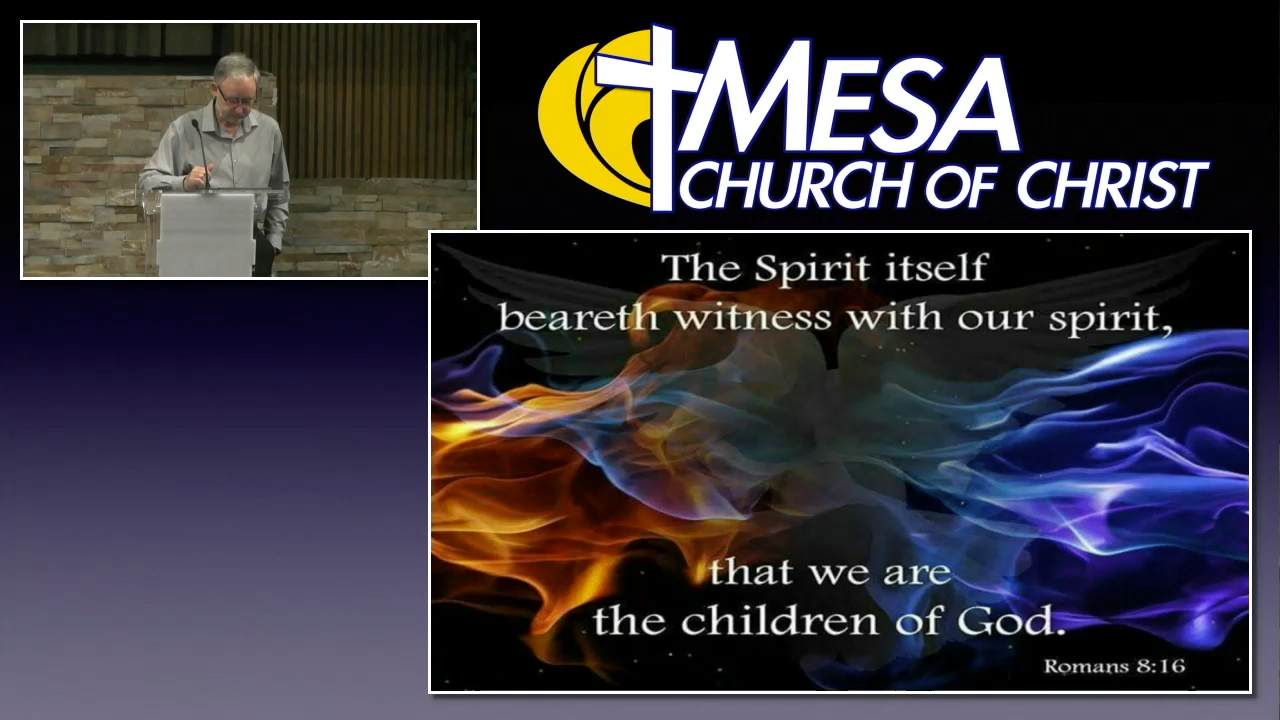 MESA
CHURCH OF CHRIST
The Spirit itself
beareth witness with our spirit,
that we are
the children of God.
Romans 8:16